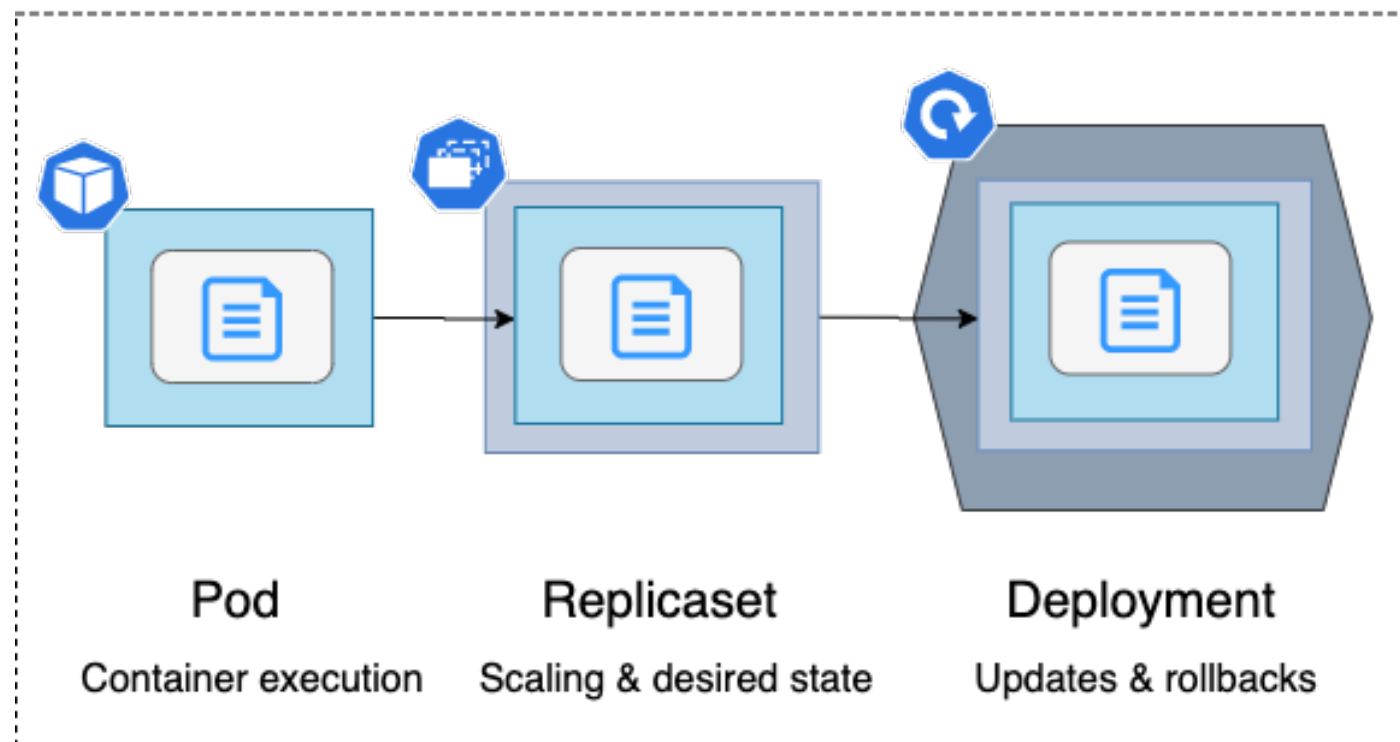 Pod
Replicaset
Deployment
Container execution
Scaling & desired state
Updates & rollbacks